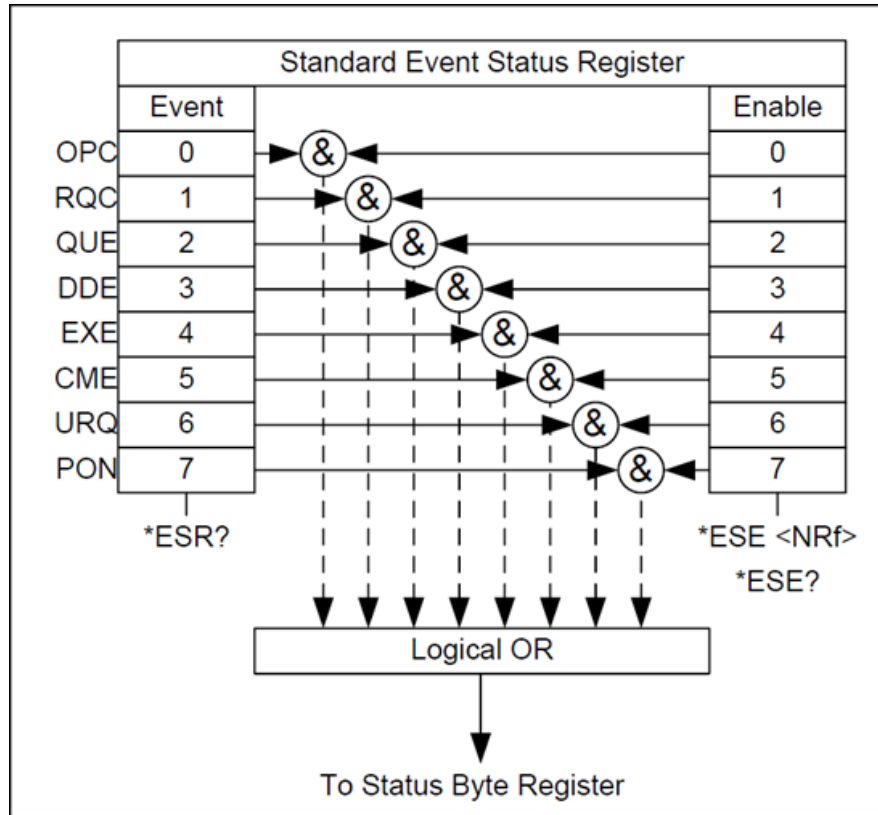 Standard Event Status Register
Event Enable
OPC 0 & 0
RQC 1 & 1
QUE 2 & 2
DDE 3 & 3
EXE 4 & 4
CME 5 & 5
URQ 6 & 6
PON 7 & 7
*ESR? *ESE <NRf>
*ESE?
Logical OR
To Status Byte Register